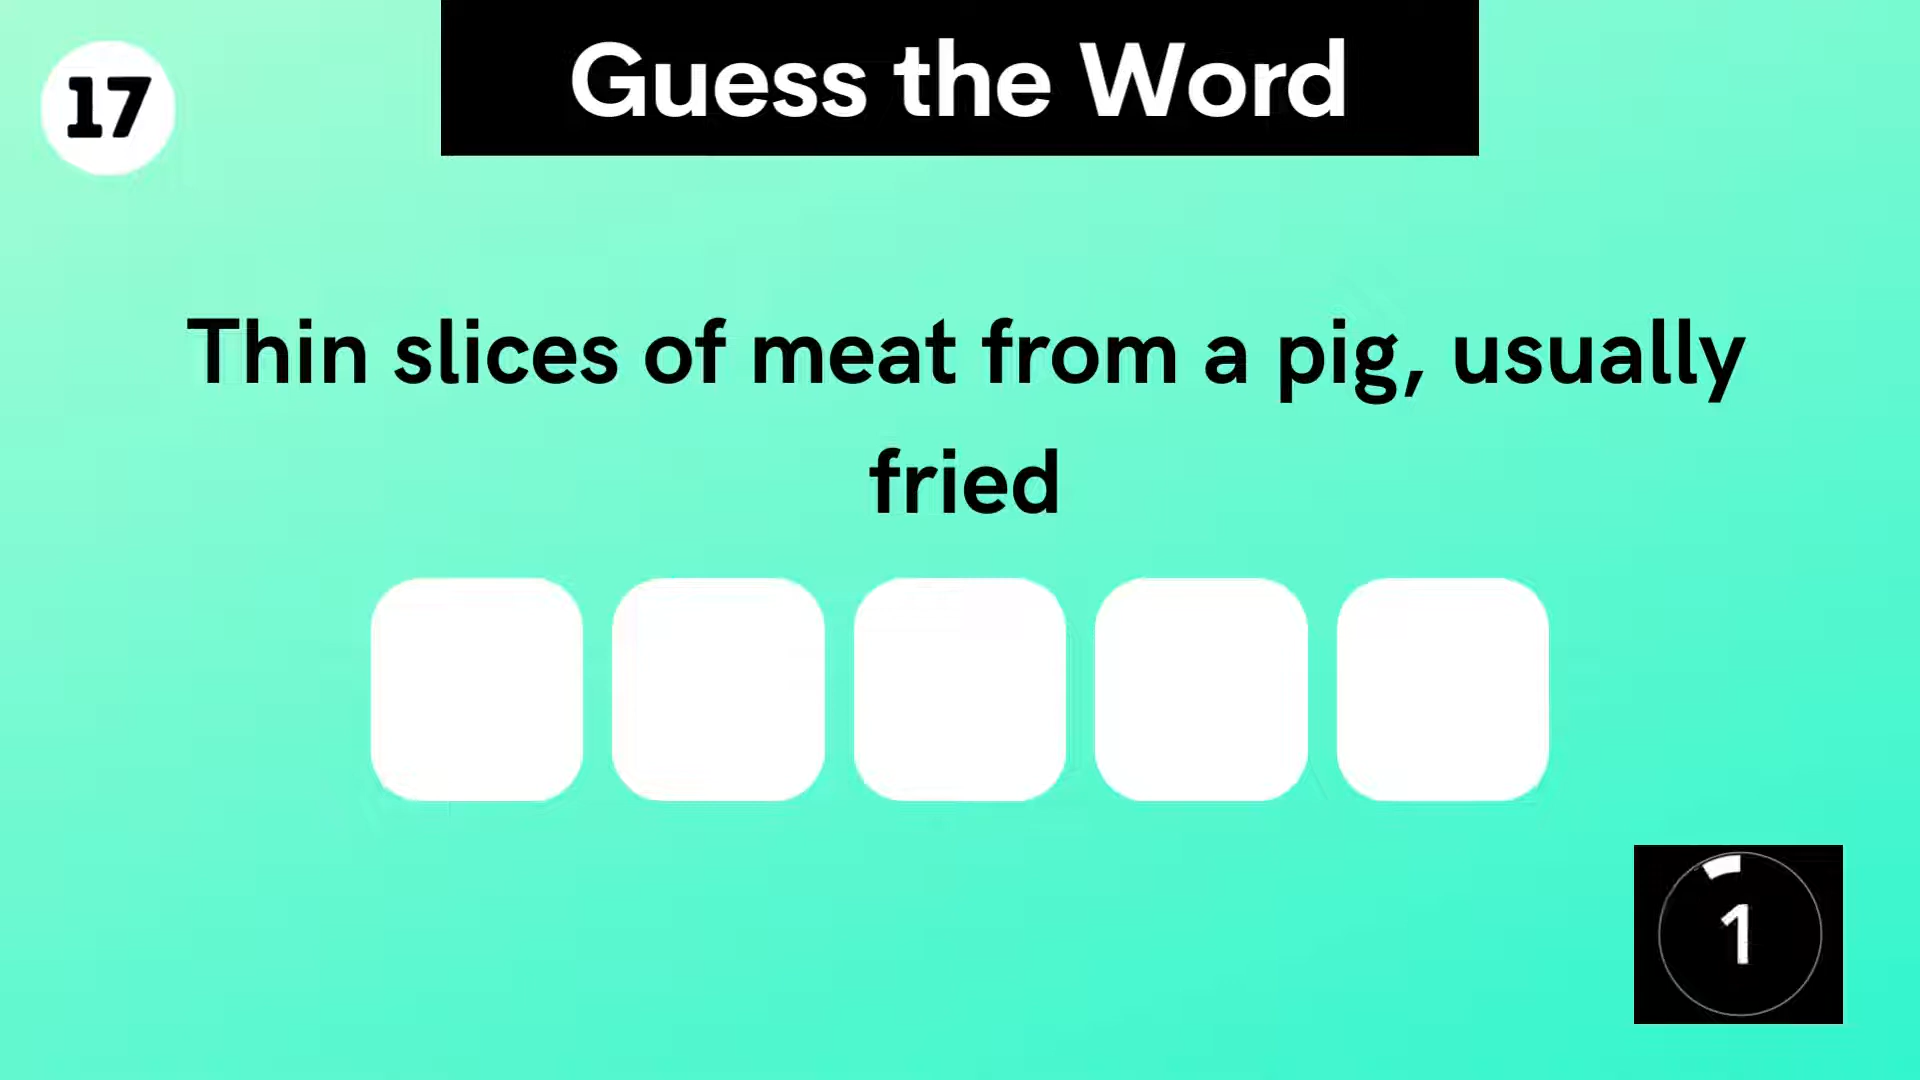 17
Guess the Word
Thin slices of meat from a pig, usually
fried
1